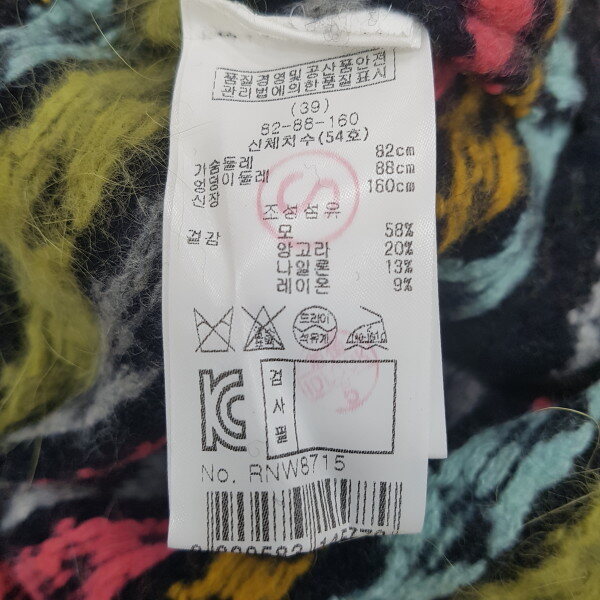 품질경영및 공산품안전
관리법에의한품질표시
(39)
82-88-160
신체치수(54호)
가슴둘레 82cm
엉덩이둘레 88cm
신장 160cm
조성섬유
겉감 모 58%
앙고라 20%
나일론 13%
레이온 9%
드라이
석유계
검사필
No. RNW8715